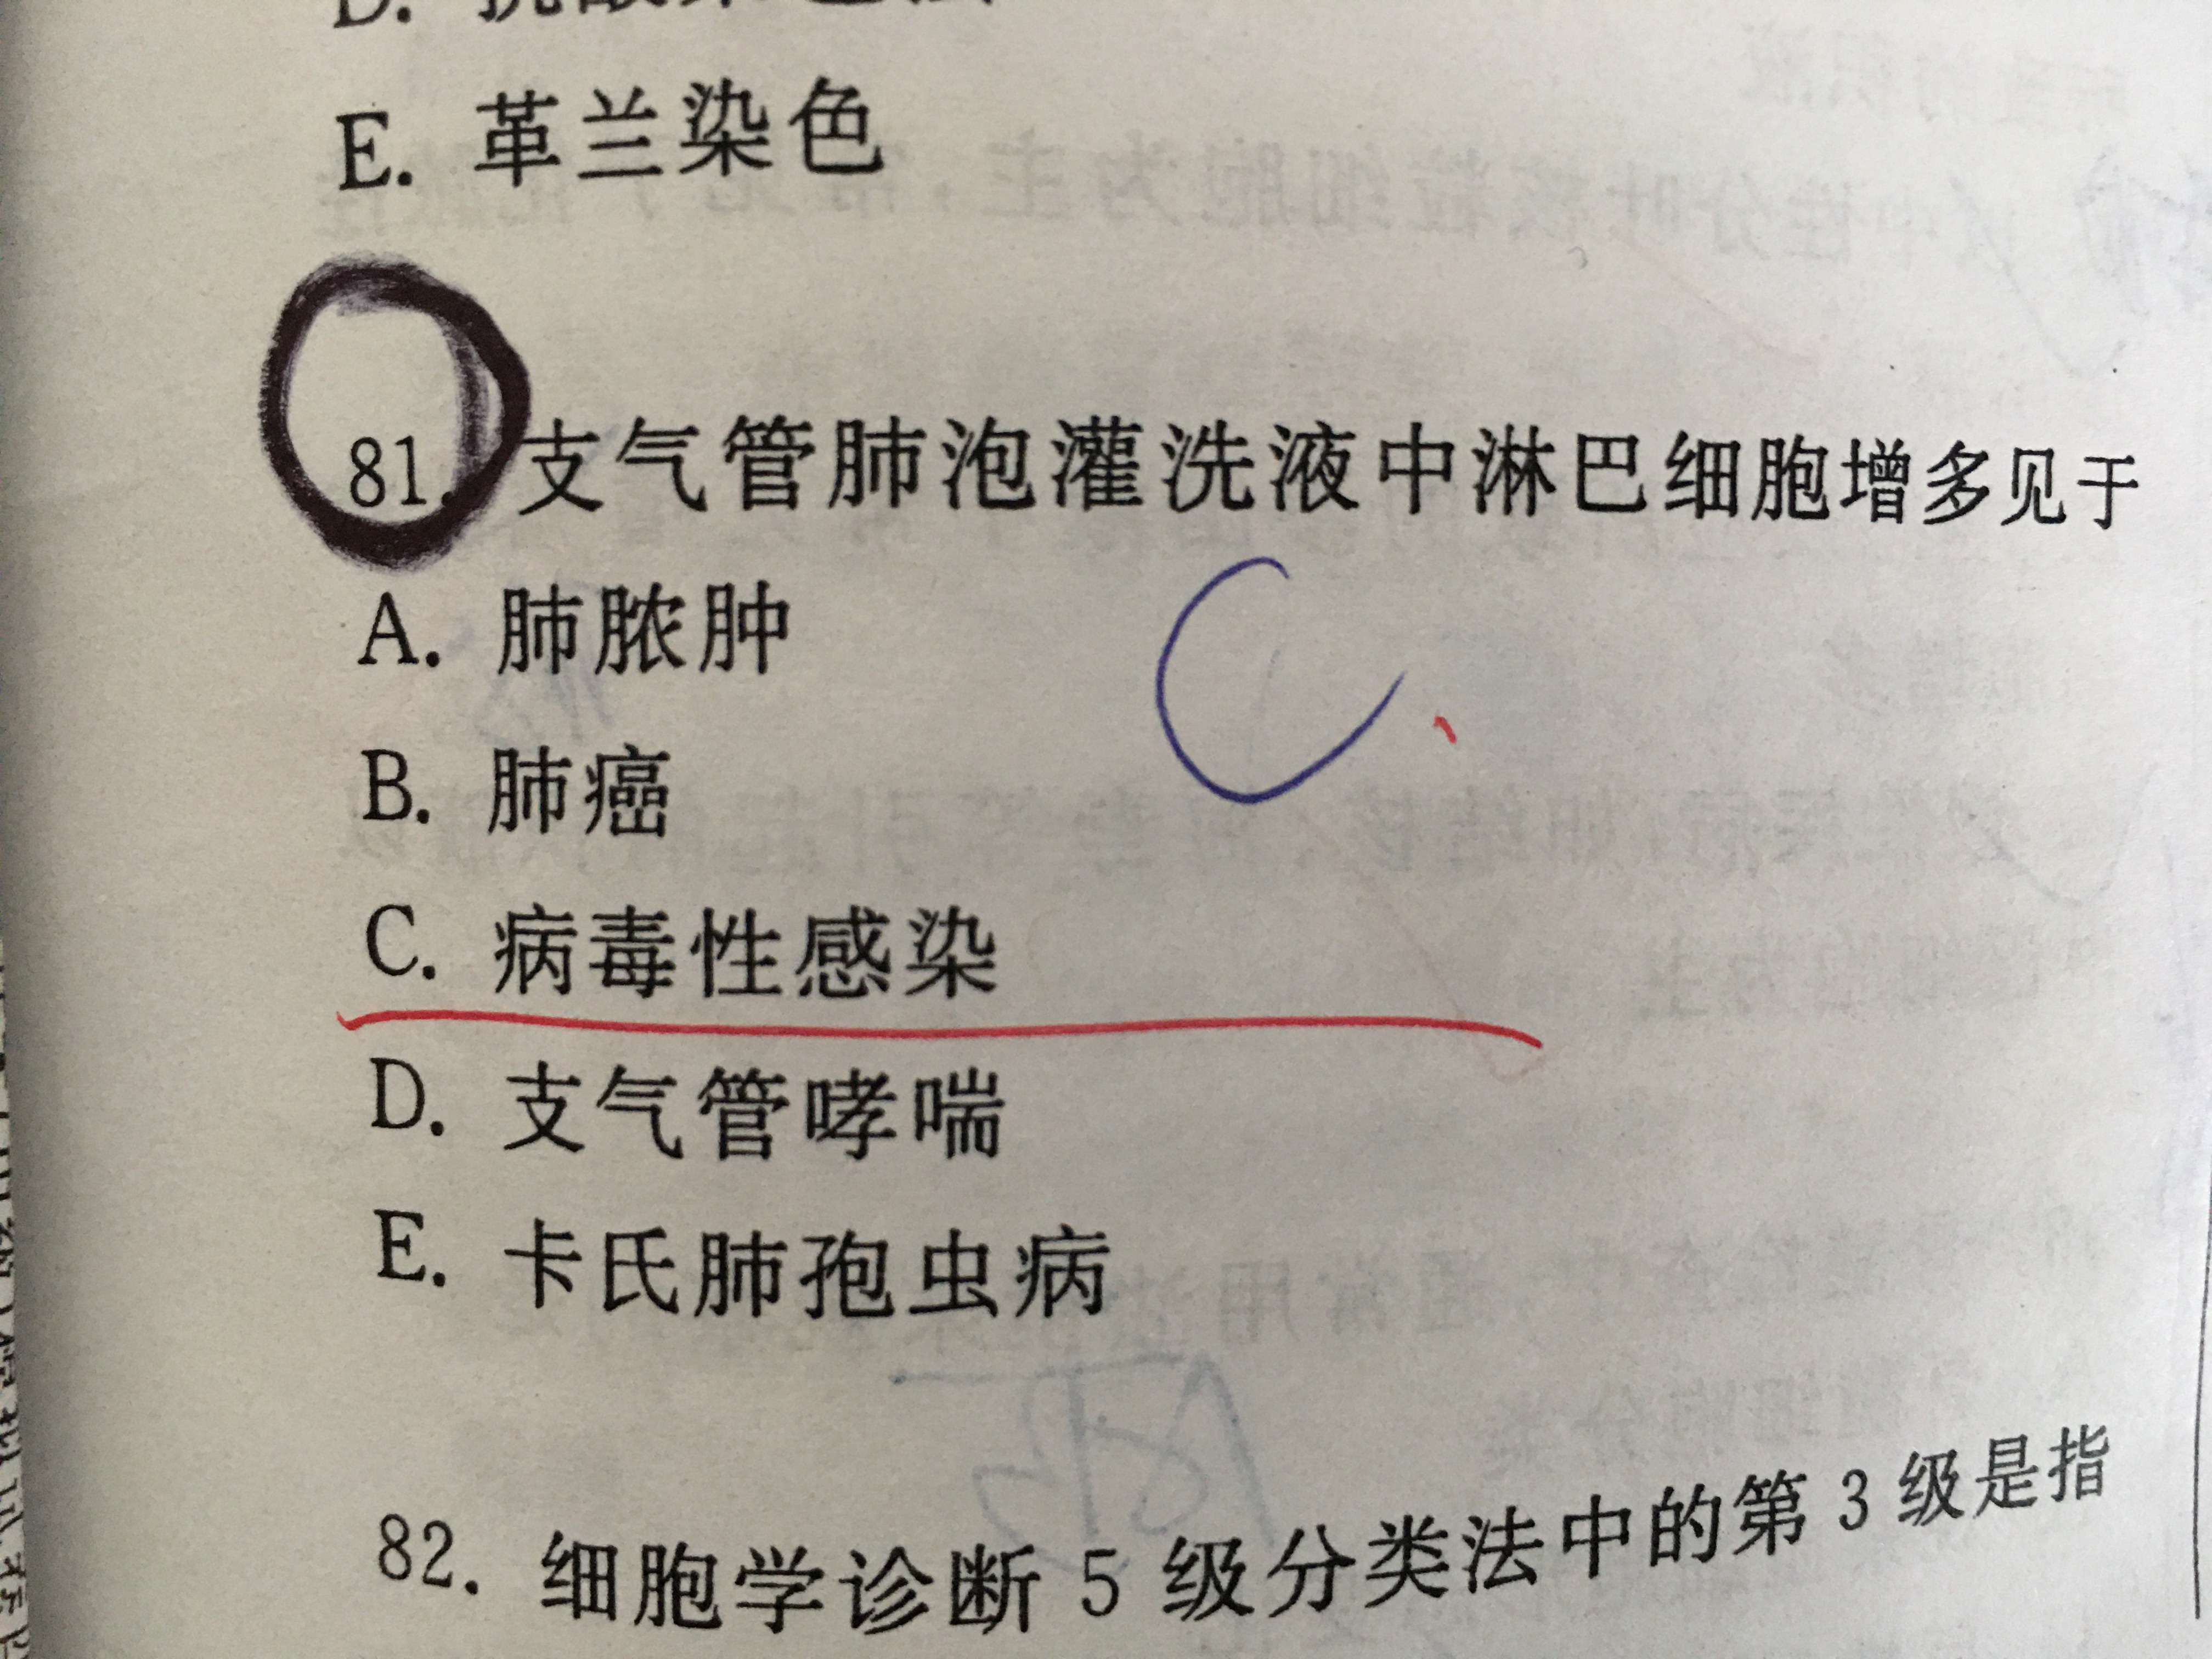 E. 革兰染色
81. 支气管肺泡灌洗液中淋巴细胞增多见于
A. 肺脓肿
B. 肺癌
C. 病毒性感染
D. 支气管哮喘
E. 卡氏肺孢虫病
C
82. 细胞学诊断 5 级分类法中的第 3 级是指